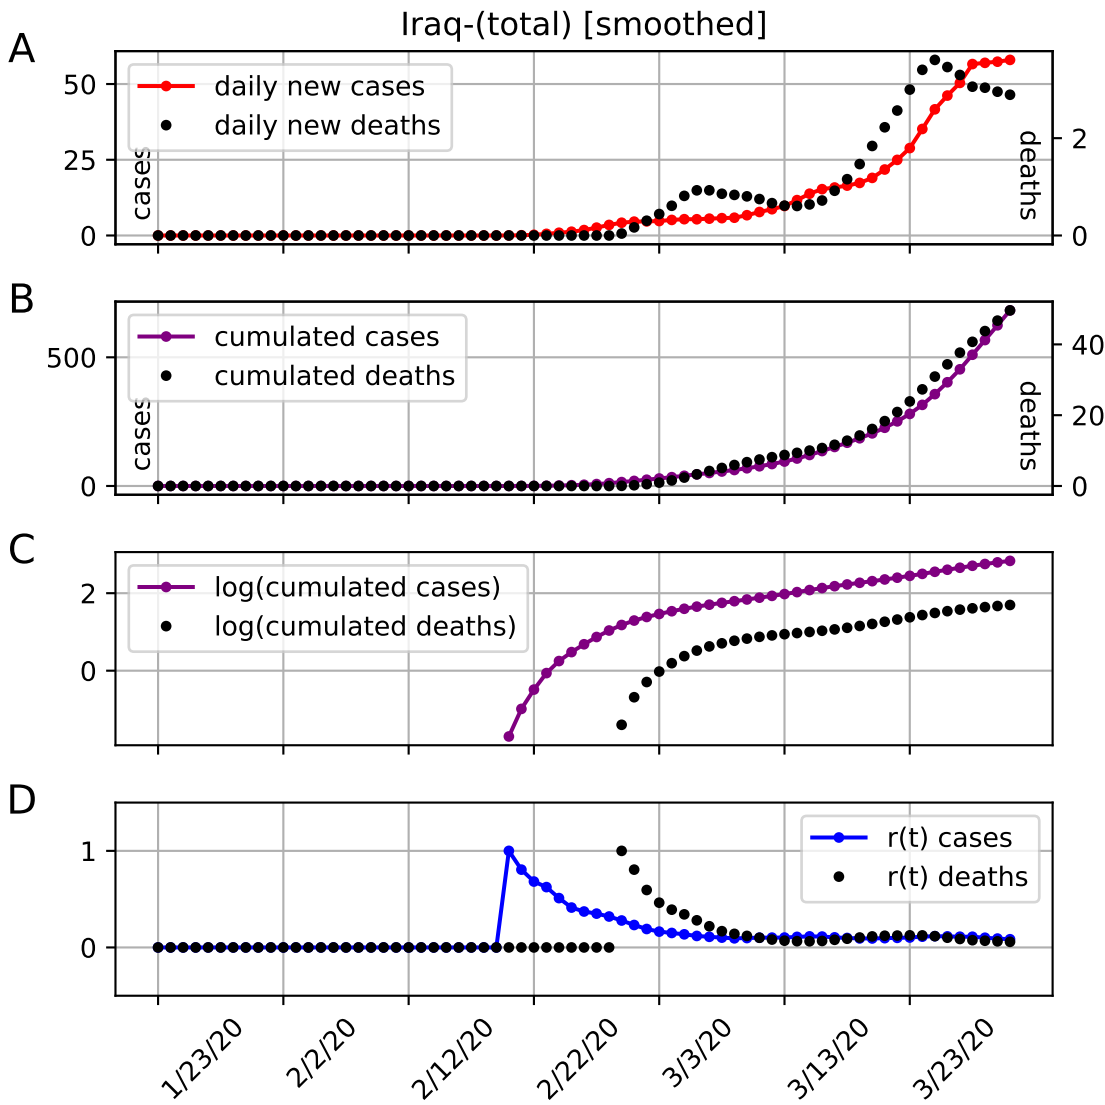 Iraq-(total) [smoothed]
A
daily new cases
daily new deaths
50
25
0
cases
2
0
deaths
B
cumulated cases
cumulated deaths
500
0
cases
40
20
0
deaths
C
log(cumulated cases)
log(cumulated deaths)
2
0
D
r(t) cases
r(t) deaths
1
0
1/23/20
2/2/20
2/12/20
2/22/20
3/3/20
3/13/20
3/23/20